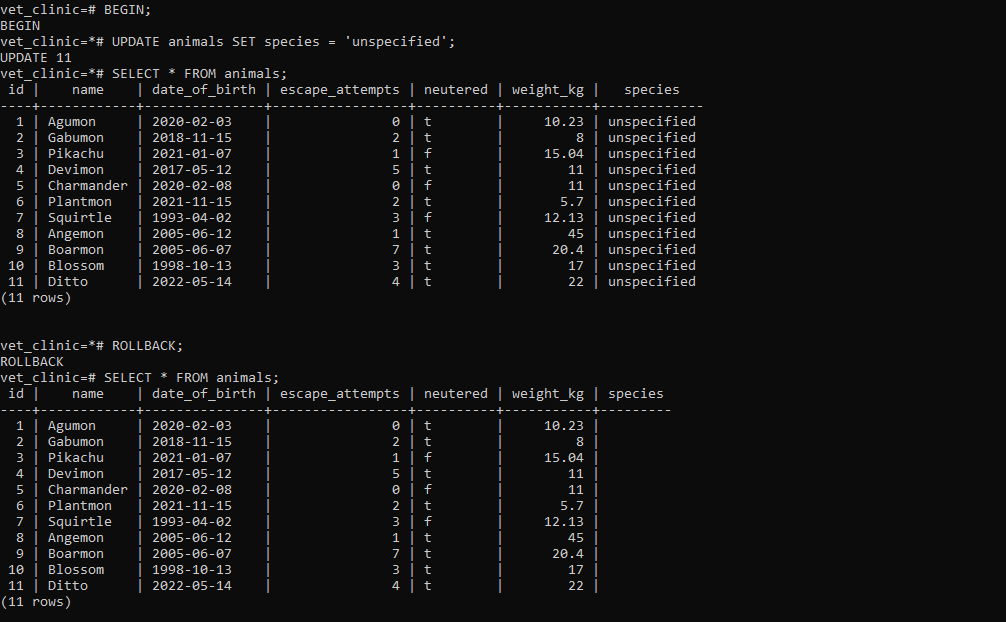 vet_clinic=# BEGIN;
BEGIN
vet_clinic=*# UPDATE animals SET species = 'unspecified';
UPDATE 11
vet_clinic=*# SELECT * FROM animals;
 id |    name    | date_of_birth | escape_attempts | neutered | weight_kg |   species
----+------------+---------------+-----------------+----------+-----------+-------------
  1 | Agumon     | 2020-02-03    |               0 | t        |     10.23 | unspecified
  2 | Gabumon    | 2018-11-15    |               2 | t        |         8 | unspecified
  3 | Pikachu    | 2021-01-07    |               1 | f        |     15.04 | unspecified
  4 | Devimon    | 2017-05-12    |               5 | t        |        11 | unspecified
  5 | Charmander | 2020-02-08    |               0 | f        |        11 | unspecified
  6 | Plantmon   | 2021-11-15    |               2 | t        |       5.7 | unspecified
  7 | Squirtle   | 1993-04-02    |               3 | f        |     12.13 | unspecified
  8 | Angemon    | 2005-06-12    |               1 | t        |        45 | unspecified
  9 | Boarmon    | 2005-06-07    |               7 | t        |      20.4 | unspecified
 10 | Blossom    | 1998-10-13    |               3 | t        |        17 | unspecified
 11 | Ditto      | 2022-05-14    |               4 | t        |        22 | unspecified
(11 rows)
vet_clinic=*# ROLLBACK;
ROLLBACK
vet_clinic=# SELECT * FROM animals;
 id |    name    | date_of_birth | escape_attempts | neutered | weight_kg | species
----+------------+---------------+-----------------+----------+-----------+---------
  1 | Agumon     | 2020-02-03    |               0 | t        |     10.23 |
  2 | Gabumon    | 2018-11-15    |               2 | t        |         8 |
  3 | Pikachu    | 2021-01-07    |               1 | f        |     15.04 |
  4 | Devimon    | 2017-05-12    |               5 | t        |        11 |
  5 | Charmander | 2020-02-08    |               0 | f        |        11 |
  6 | Plantmon   | 2021-11-15    |               2 | t        |       5.7 |
  7 | Squirtle   | 1993-04-02    |               3 | f        |     12.13 |
  8 | Angemon    | 2005-06-12    |               1 | t        |        45 |
  9 | Boarmon    | 2005-06-07    |               7 | t        |      20.4 |
 10 | Blossom    | 1998-10-13    |               3 | t        |        17 |
 11 | Ditto      | 2022-05-14    |               4 | t        |        22 |
(11 rows)